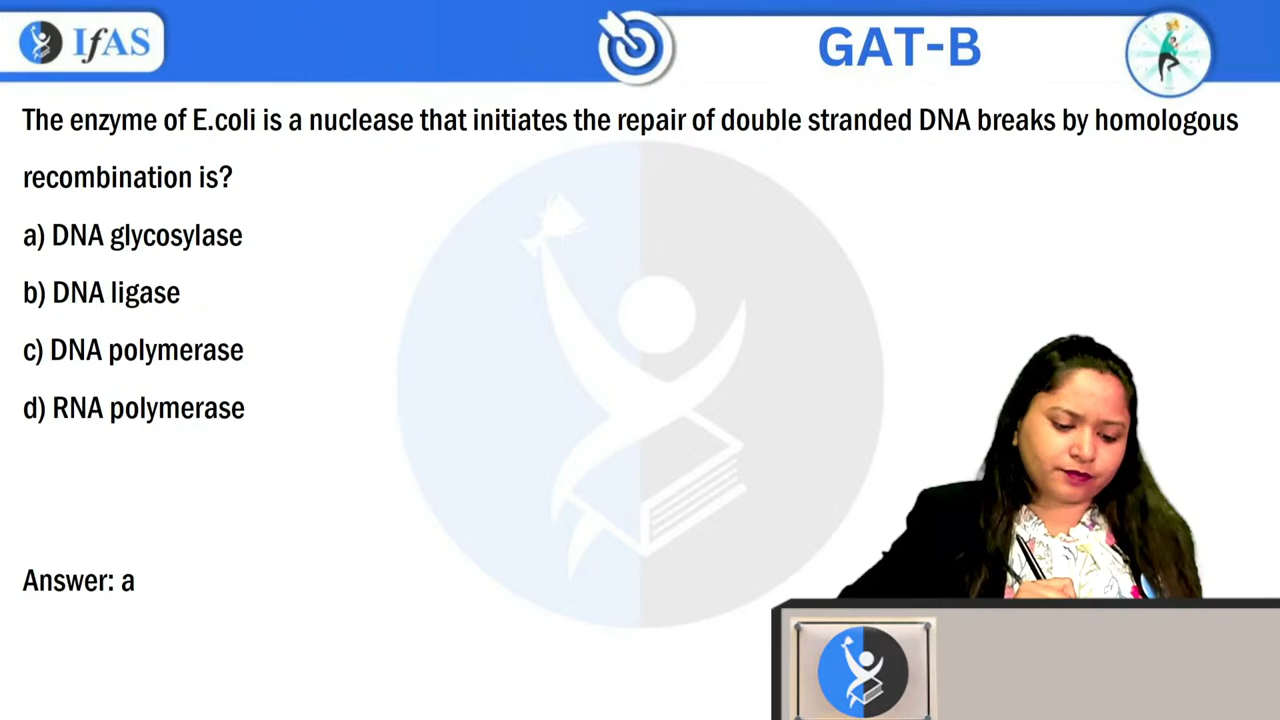 IfAS
GAT-B
The enzyme of E.coli is a nuclease that initiates the repair of double stranded DNA breaks by homologous
recombination is?
a) DNA glycosylase
b) DNA ligase
c) DNA polymerase
d) RNA polymerase
Answer: a